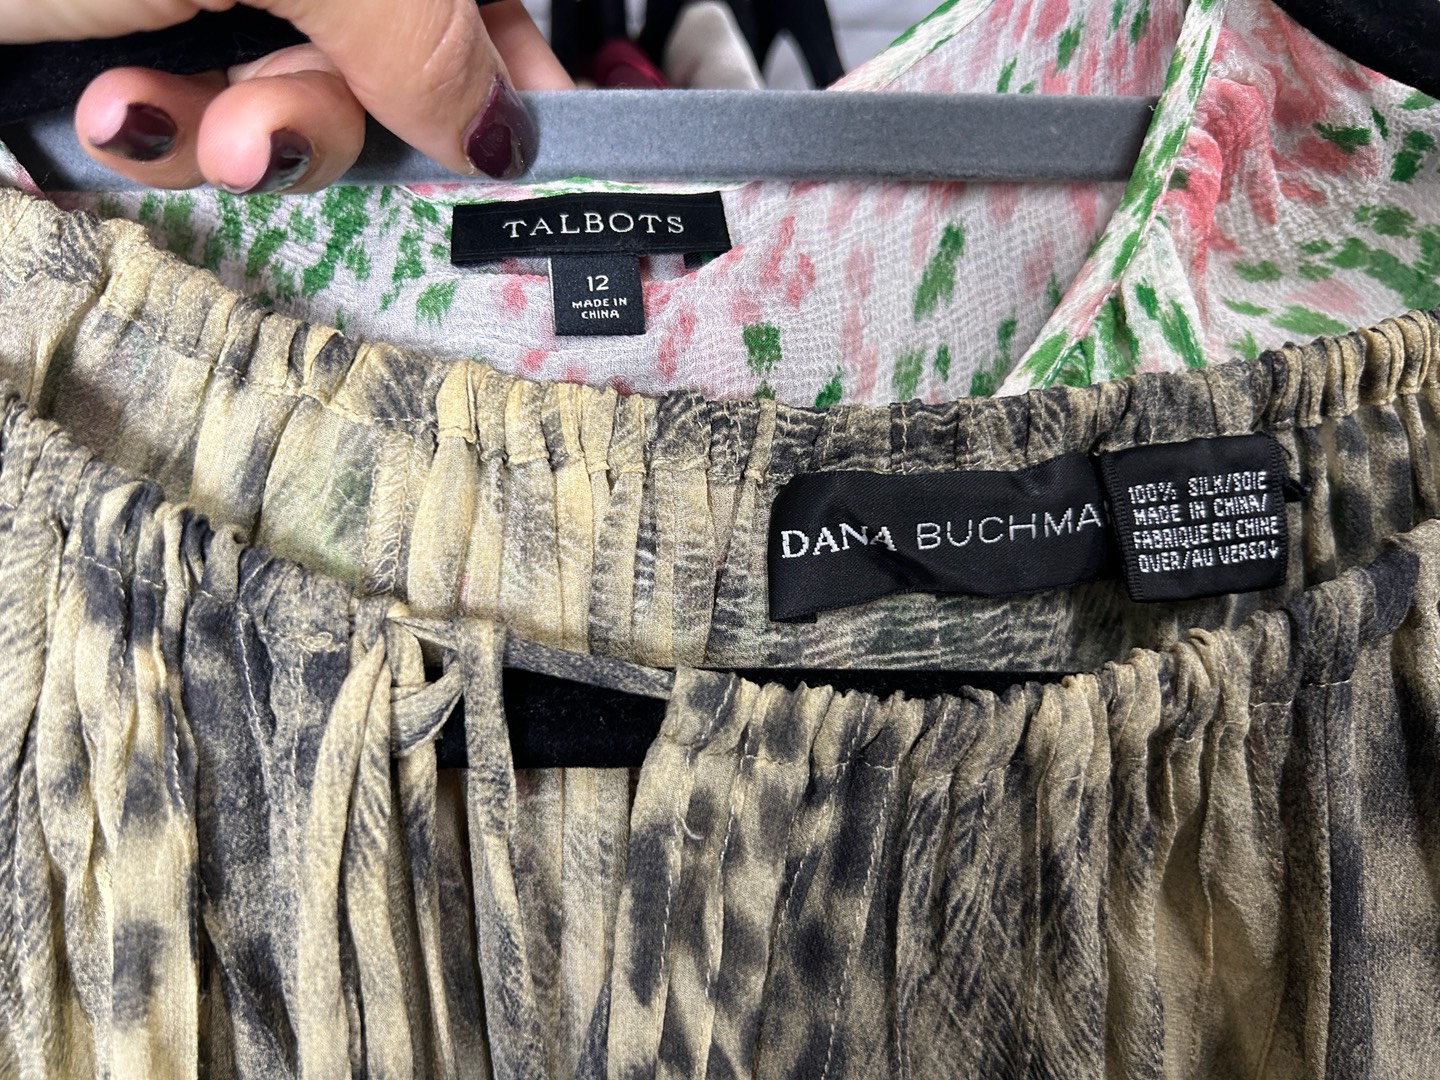 TALBOTS
12
MADE IN
CHINA
DANA BUCHMA
100% SILK/SOIE
MADE IN CHINA/
FABRIQUE EN CHINE
OVER/AU VERSO↓